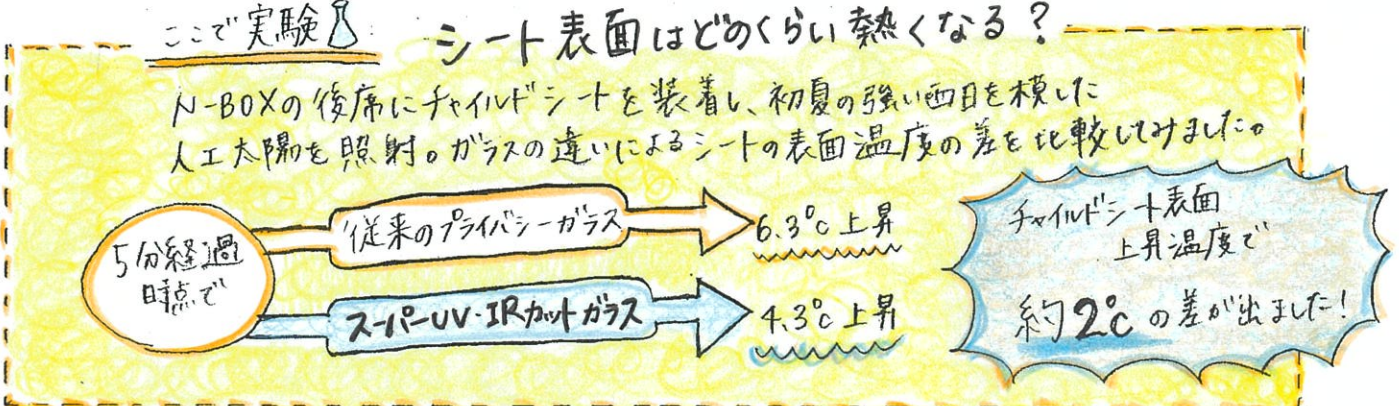 ここで実験
シート表面はどのくらい熱くなる?
N-BOXの後席にチャイルドシートを装着し、初夏の強い西日を模した
人工太陽を照射。ガラスの違いによるシートの表面温度の差を比較してみました。
5分経過
時点で
従来のプライバシーガラス
6.3℃上昇
スーパーUV・IRカットガラス
4.3℃上昇
チャイルドシート表面
上昇温度で
約2℃の差が出ました!